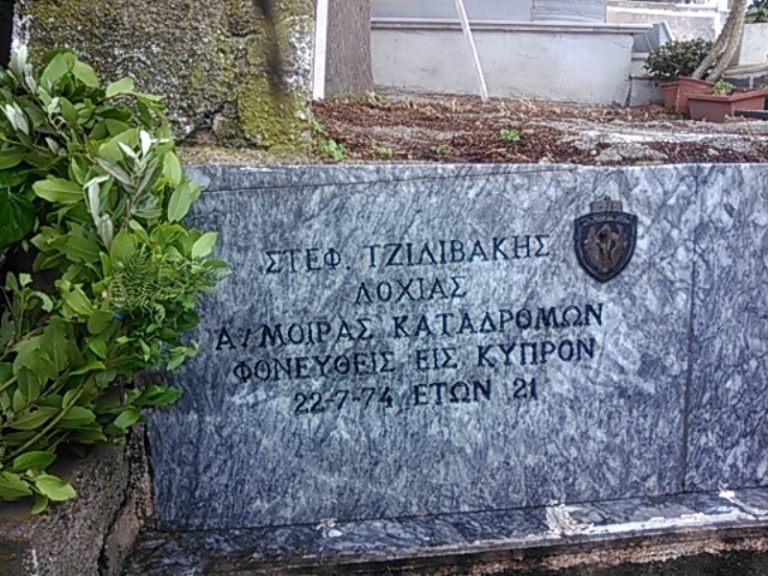 ΣΤΕΦ. ΤΖΙΛΙΒΑΚΗΣ
ΛΟΧΙΑΣ
Α/ ΜΟΙΡΑΣ ΚΑΤΑΔΡΟΜΩΝ
ΦΟΝΕΥΘΕΙΣ ΕΙΣ ΚΥΠΡΟΝ
22-7-74 ΕΤΩΝ 21